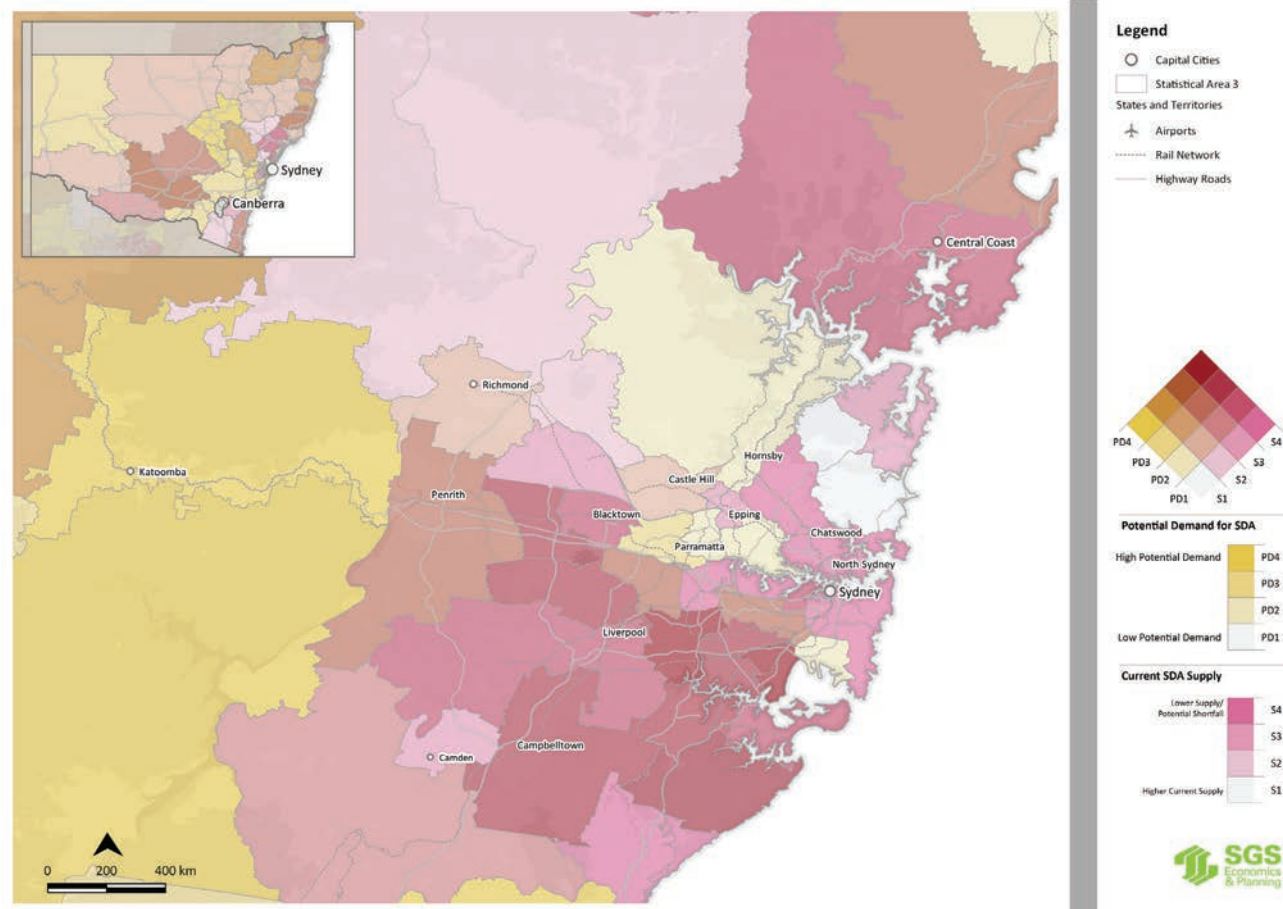 Sydney
Canberra
Central Coast
Richmond
Katoomba
Hornsby
Castle Hill
Penrith
Blacktown
Epping
Chatswood
Parramatta
North Sydney
Sydney
Liverpool
Campbelltown
Camden
0 200 400 km
Legend
Capital Cities
Statistical Area 3
States and Territories
Airports
Rail Network
Highway Roads
PD4 S4
PD3 S3
PD2 S2
PD1 S1
Potential Demand for SDA
High Potential Demand PD4
PD3
PD2
Low Potential Demand PD1
Current SDA Supply
Lower Supply/
Potential Shortfall S4
S3
S2
Higher Current Supply S1
SGS
Economics
& Planning